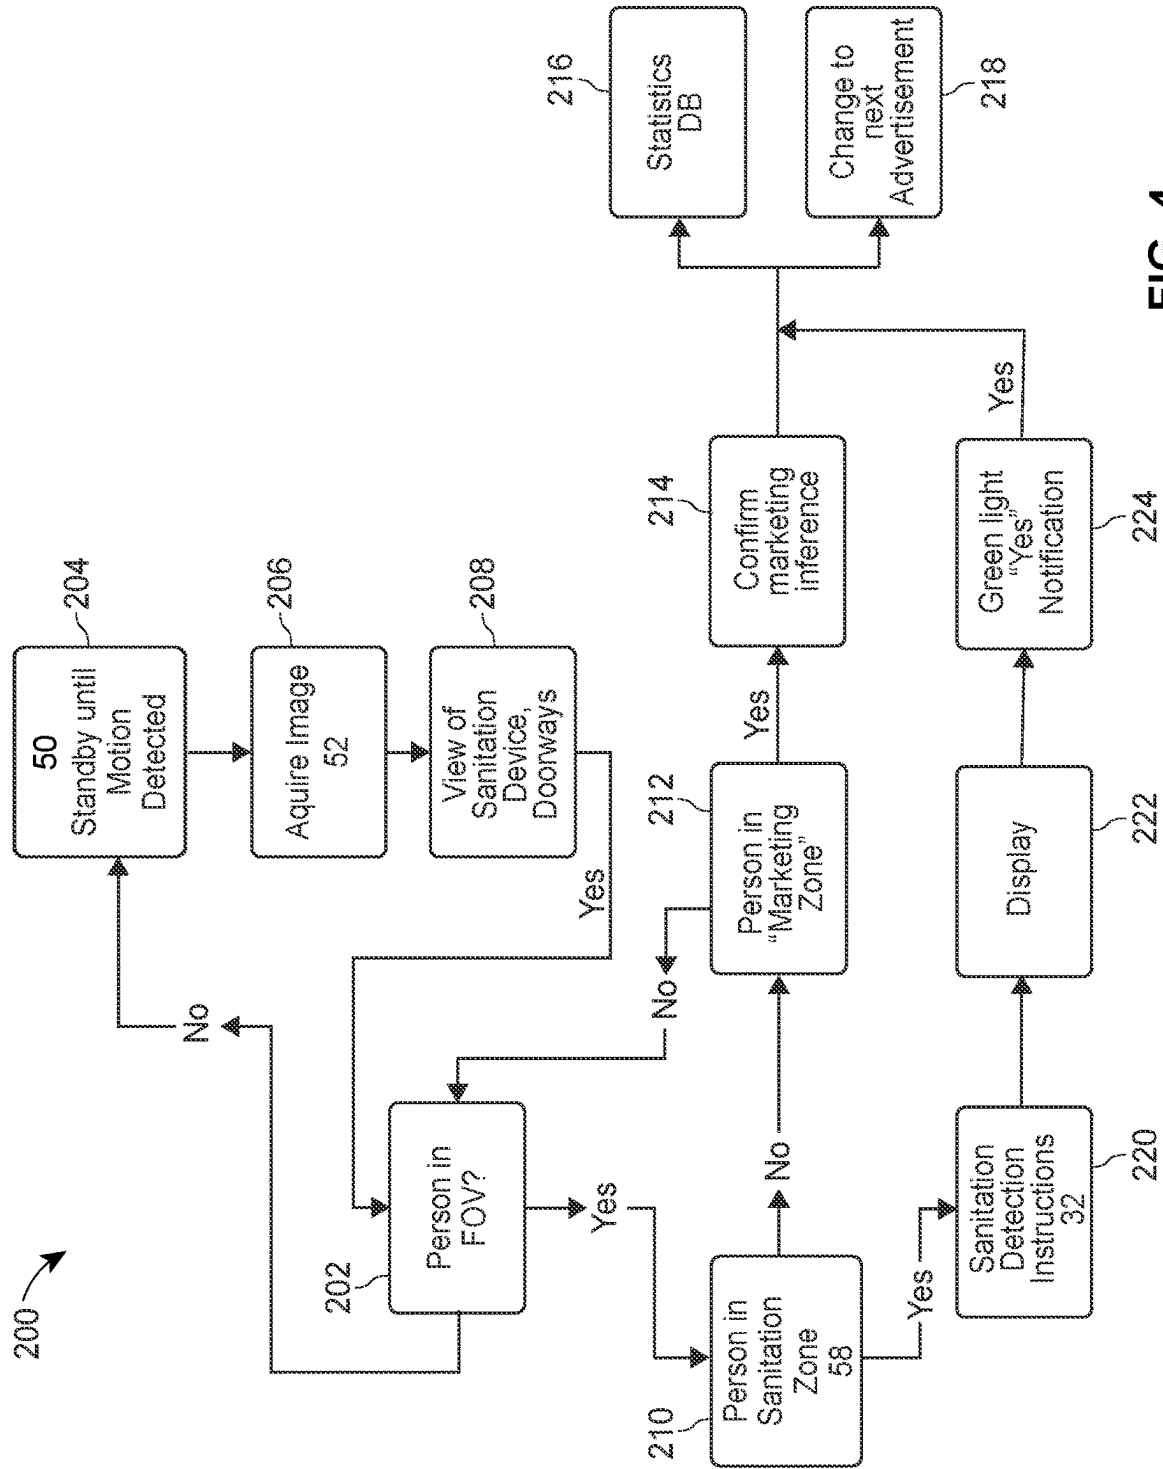 200
50
Standby until
Motion
Detected
204
Aquire Image
52
206
View of
Sanitation
Device,
Doorways
208
No
Yes
202
Person in
FOV?
Yes
No
210
Person in
Sanitation
Zone
58
No
Person in
"Marketing
Zone"
212
Yes
Confirm
marketing
inference
214
Statistics
DB
216
Change to
next
Advertisement
218
Yes
Sanitation
Detection
Instructions
32
220
Display
222
Green light
"Yes"
Notification
224
Yes